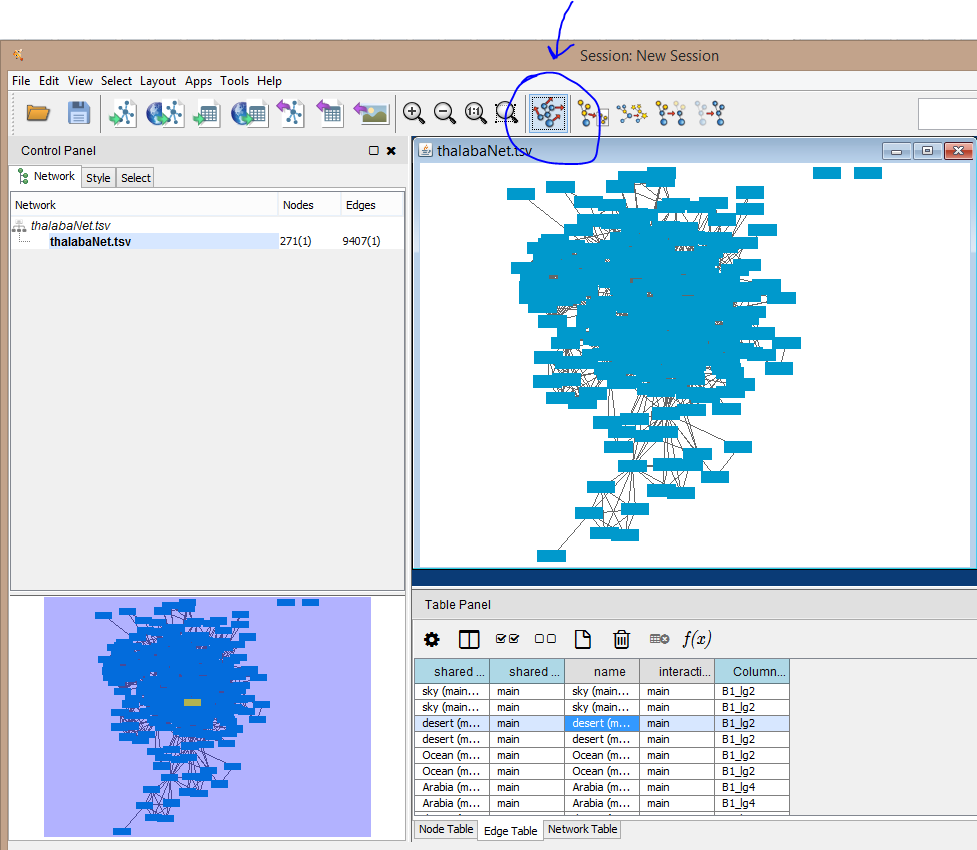 Session: New Session
File Edit View Select Layout Apps Tools Help
1:1
Control Panel
thalabaNet.tsv
Network Style Select
Network Nodes Edges
thalabaNet.tsv
thalabaNet.tsv 271(1) 9407(1)
Table Panel
f(x)
shared ... shared ... name interacti... Column...
sky (main... main sky (main... main B1_lg2
sky (main... main sky (main... main B1_lg2
desert (m... main desert (m... main B1_lg2
desert (m... main desert (m... main B1_lg2
Ocean (m... main Ocean (m... main B1_lg2
Ocean (m... main Ocean (m... main B1_lg2
Arabia (m... main Arabia (m... main B1_lg4
Arabia (m... main Arabia (m... main B1_lg4
Node Table Edge Table Network Table